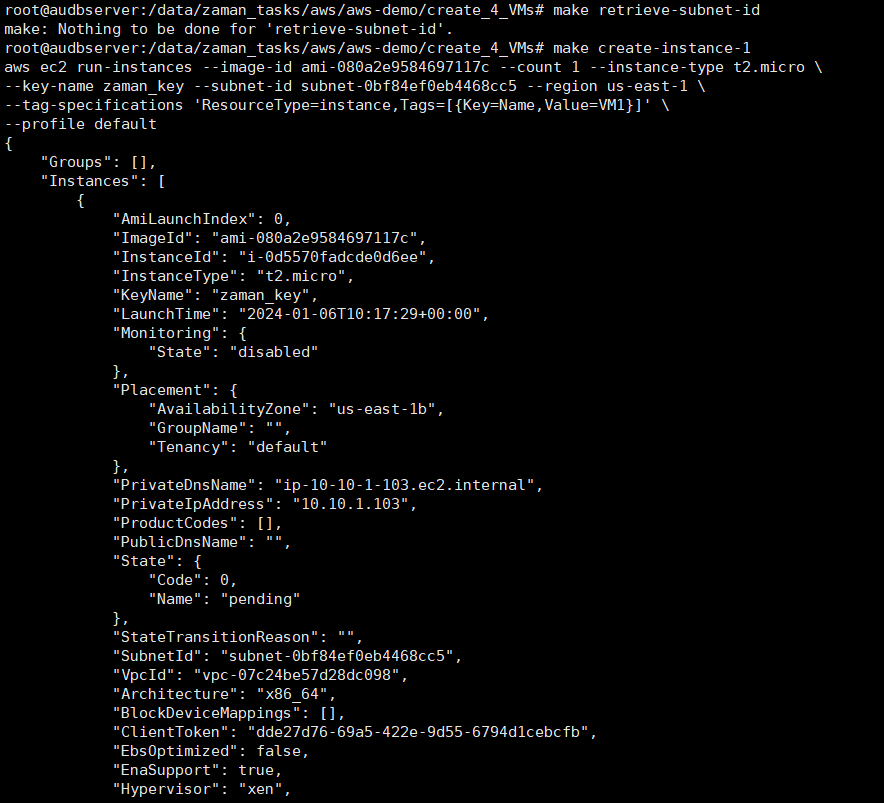 root@audbserver:/data/zaman_tasks/aws/aws-demo/create_4_VMs# make retrieve-subnet-id
make: Nothing to be done for 'retrieve-subnet-id'.
root@audbserver:/data/zaman_tasks/aws/aws-demo/create_4_VMs# make create-instance-1
aws ec2 run-instances --image-id ami-080a2e9584697117c --count 1 --instance-type t2.micro \
--key-name zaman_key --subnet-id subnet-0bf84ef0eb4468cc5 --region us-east-1 \
--tag-specifications 'ResourceType=instance,Tags=[{Key=Name,Value=VM1}]' \
--profile default
{
    "Groups": [],
    "Instances": [
        {
            "AmiLaunchIndex": 0,
            "ImageId": "ami-080a2e9584697117c",
            "InstanceId": "i-0d5570fadcde0d6ee",
            "InstanceType": "t2.micro",
            "KeyName": "zaman_key",
            "LaunchTime": "2024-01-06T10:17:29+00:00",
            "Monitoring": {
                "State": "disabled"
            },
            "Placement": {
                "AvailabilityZone": "us-east-1b",
                "GroupName": "",
                "Tenancy": "default"
            },
            "PrivateDnsName": "ip-10-10-1-103.ec2.internal",
            "PrivateIpAddress": "10.10.1.103",
            "ProductCodes": [],
            "PublicDnsName": "",
            "State": {
                "Code": 0,
                "Name": "pending"
            },
            "StateTransitionReason": "",
            "SubnetId": "subnet-0bf84ef0eb4468cc5",
            "VpcId": "vpc-07c24be57d28dc098",
            "Architecture": "x86_64",
            "BlockDeviceMappings": [],
            "ClientToken": "dde27d76-69a5-422e-9d55-6794d1cebcfb",
            "EbsOptimized": false,
            "EnaSupport": true,
            "Hypervisor": "xen",